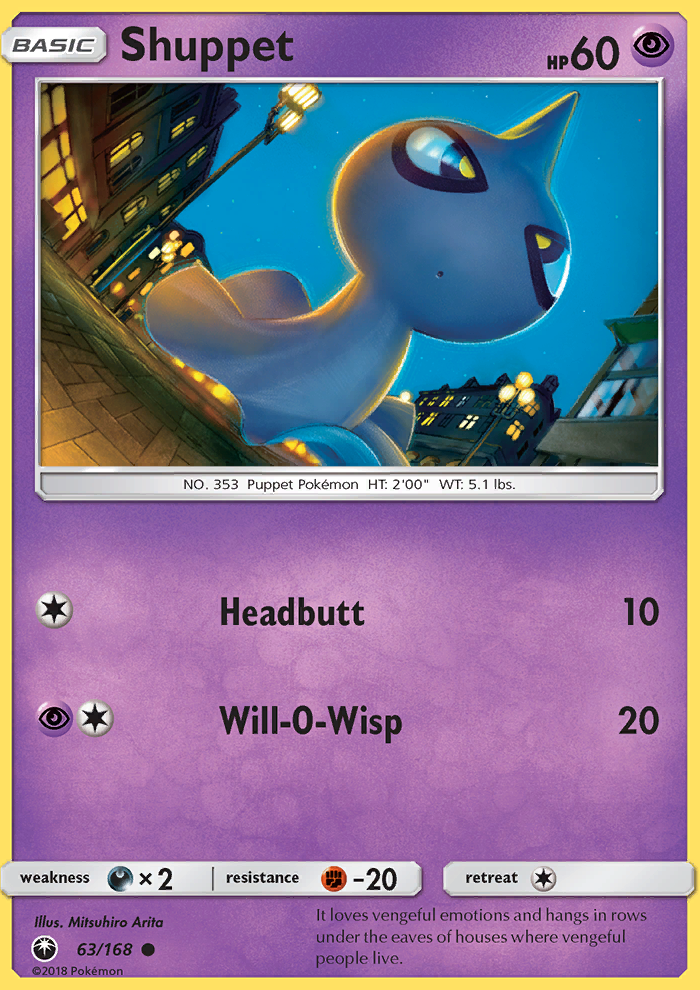 BASIC Shuppet HP60
NO. 353 Puppet Pokémon HT: 2'00" WT: 5.1 lbs.
Headbutt 10
Will-O-Wisp 20
weakness ×2 resistance -20 retreat
Illus. Mitsuhiro Arita
63/168
©2018 Pokémon
It loves vengeful emotions and hangs in rows
under the eaves of houses where vengeful
people live.